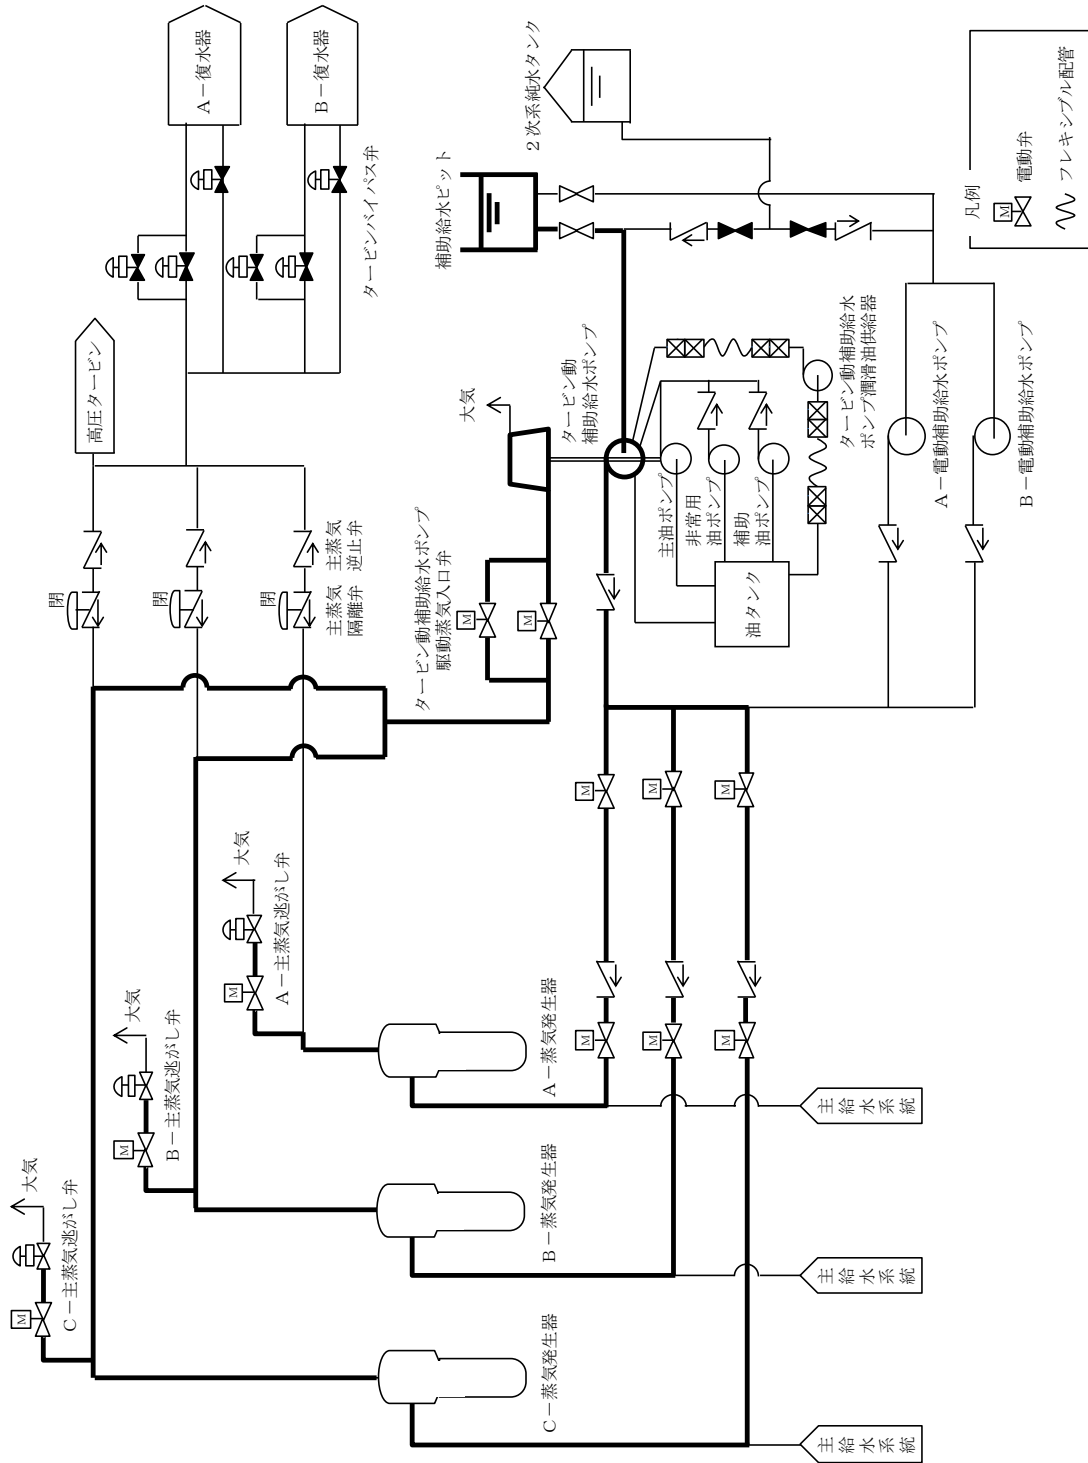 C－主蒸気逃がし弁
大気
M
B－主蒸気逃がし弁
大気
M
A－主蒸気逃がし弁
大気
M
閉
閉
閉
主蒸気
隔離弁
主蒸気
逆止弁
高圧タービン
A－復水器
B－復水器
タービンバイパス弁
C－蒸気発生器
B－蒸気発生器
A－蒸気発生器
タービン動補助給水ポンプ
駆動蒸気入口弁
M
M
大気
タービン動
補助給水ポンプ
補助給水ピット
２次系純水タンク
M
M
M
M
M
M
主油ポンプ
非常用
油ポンプ
補助
油ポンプ
油タンク
タービン動補助給水
ポンプ潤滑油供給器
A－電動補助給水ポンプ
B－電動補助給水ポンプ
主
給
水
系
統
主
給
水
系
統
主
給
水
系
統
凡例
M
電動弁
フレキシブル配管